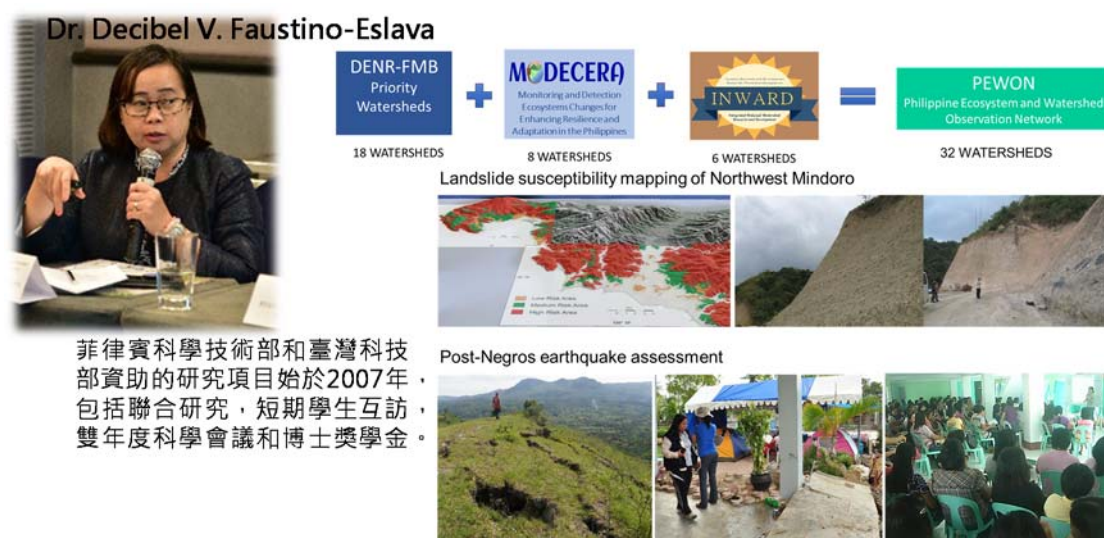 Dr. Decibel V. Faustino-Eslava
DENR-FMB
Priority
Watersheds
18 WATERSHEDS
MODECERA
Monitoring and Detection
Ecosystems Changes for
Enhancing Resilience and
Adaptation in the Philippines
8 WATERSHEDS
INWARD
6 WATERSHEDS
PEWON
Philippine Ecosystem and Watershed
Observation Network
32 WATERSHEDS
Landslide susceptibility mapping of Northwest Mindoro
Low Risk Area
Medium Risk Area
High Risk Area
菲律賓科學技術部和臺灣科技
部資助的研究項目始於2007年，
包括聯合研究，短期學生互訪，
雙年度科學會議和博士獎學金。
Post-Negros earthquake assessment